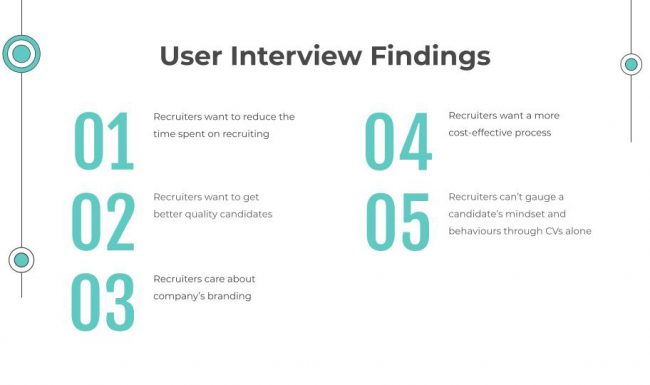 User Interview Findings
01
Recruiters want to reduce the
time spent on recruiting
02
Recruiters want to get
better quality candidates
03
Recruiters care about
company's branding
04
Recruiters want a more
cost-effective process
05
Recruiters can't gauge a
candidate's mindset and
behaviours through CVs alone